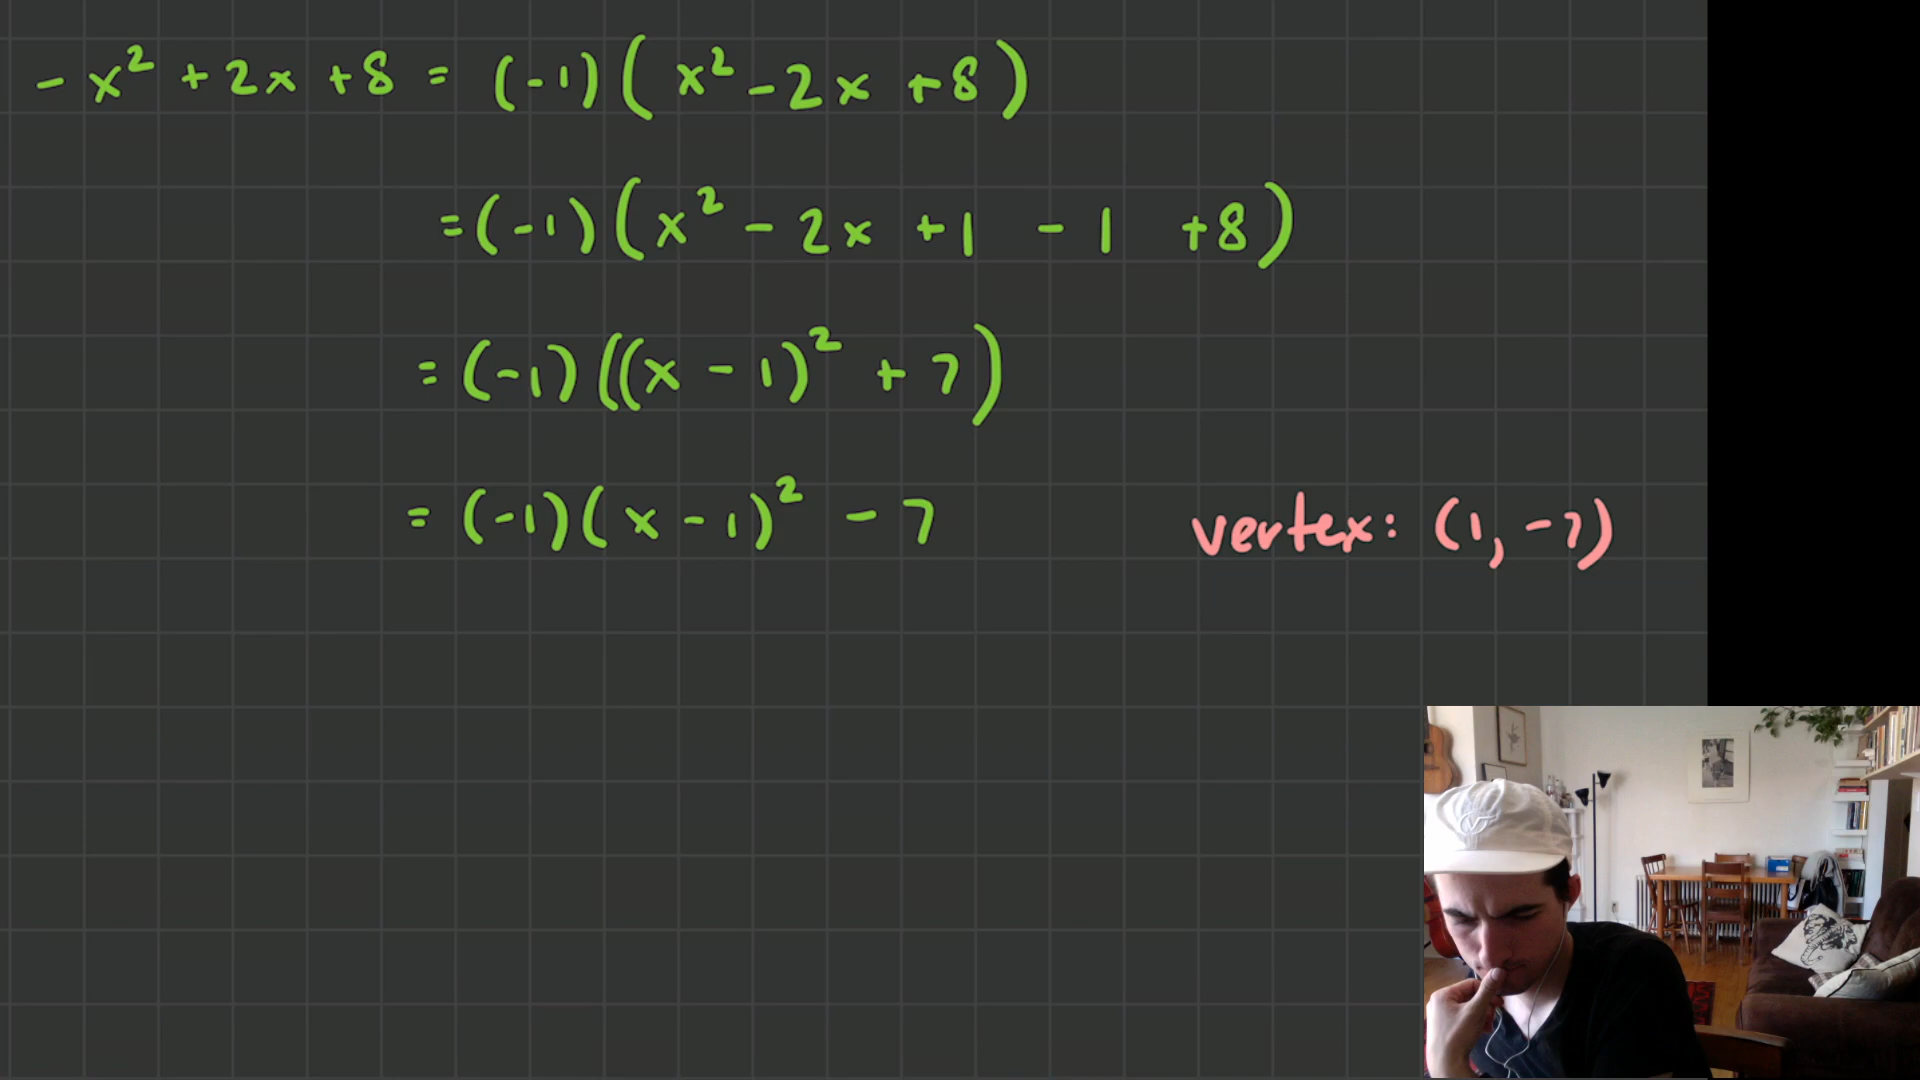 - x² + 2x + 8 = (-1)(x² - 2x + 8)
= (-1)(x² - 2x + 1 - 1 + 8)
= (-1)((x - 1)² + 7)
= (-1)(x - 1)² - 7
vertex: (1, -7)